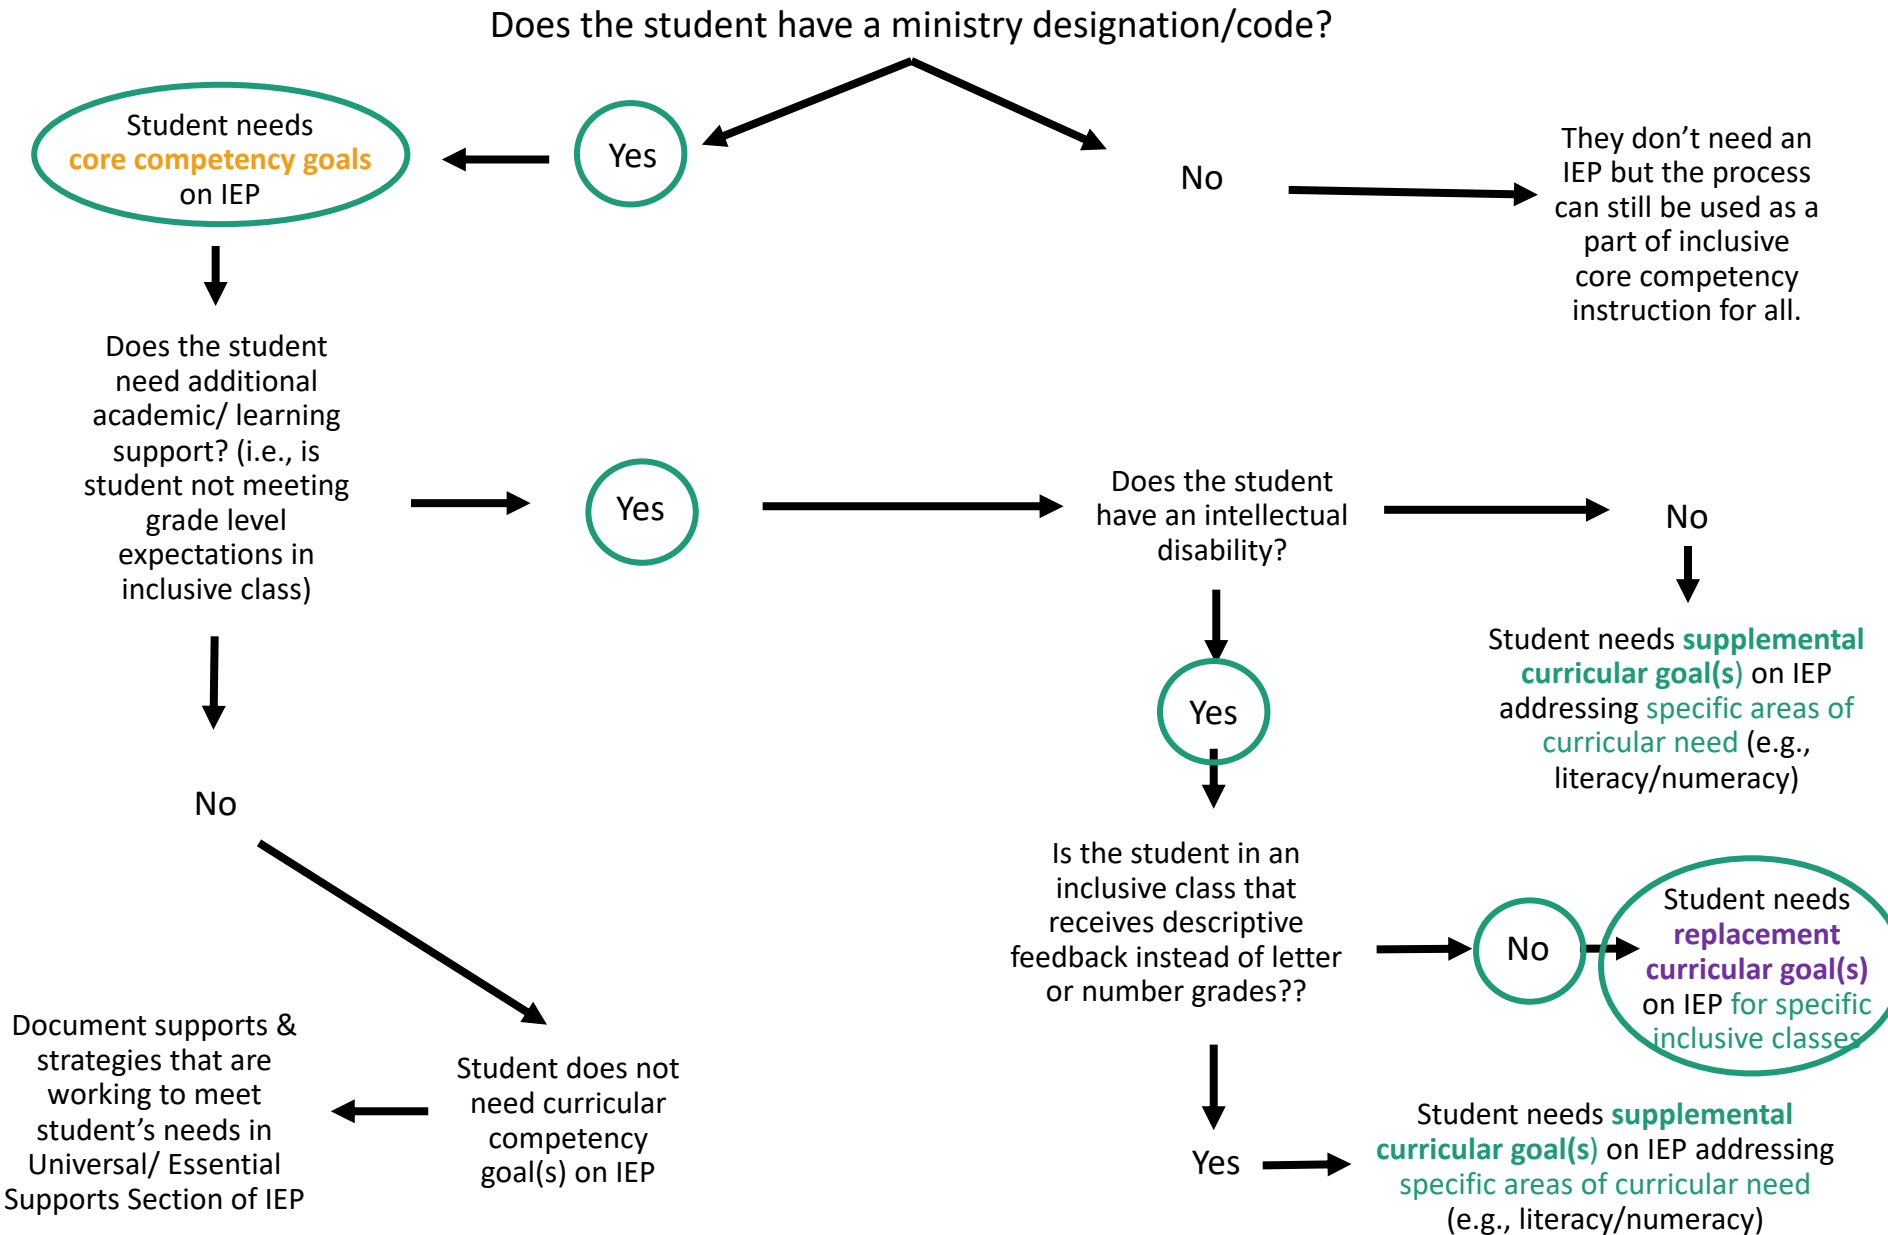 Does the student have a ministry designation/code?
Student needs
core competency goals
on IEP
Yes
No
They don’t need an
IEP but the process
can still be used as a
part of inclusive
core competency
instruction for all.
Does the student
need additional
academic/ learning
support? (i.e., is
student not meeting
grade level
expectations in
inclusive class)
Yes
Does the student
have an intellectual
disability?
No
Student needs supplemental
curricular goal(s) on IEP
addressing specific areas of
curricular need (e.g.,
literacy/numeracy)
Yes
No
Is the student in an
inclusive class that
receives descriptive
feedback instead of letter
or number grades??
No
Student needs
replacement
curricular goal(s)
on IEP for specific
inclusive classes
Document supports &
strategies that are
working to meet
student’s needs in
Universal/ Essential
Supports Section of IEP
Student does not
need curricular
competency
goal(s) on IEP
Yes
Student needs supplemental
curricular goal(s) on IEP addressing
specific areas of curricular need
(e.g., literacy/numeracy)